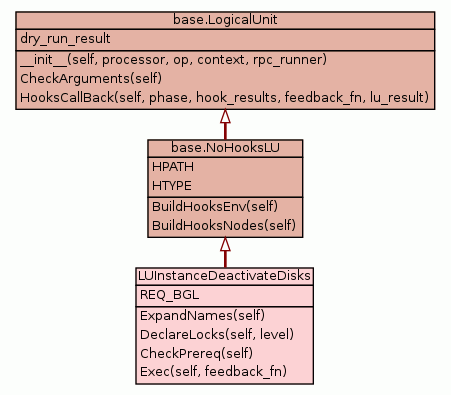 base.LogicalUnit
dry_run_result
__init__(self, processor, op, context, rpc_runner)
CheckArguments(self)
HooksCallBack(self, phase, hook_results, feedback_fn, lu_result)
base.NoHooksLU
HPATH
HTYPE
BuildHooksEnv(self)
BuildHooksNodes(self)
LUInstanceDeactivateDisks
REQ_BGL
ExpandNames(self)
DeclareLocks(self, level)
CheckPrereq(self)
Exec(self, feedback_fn)